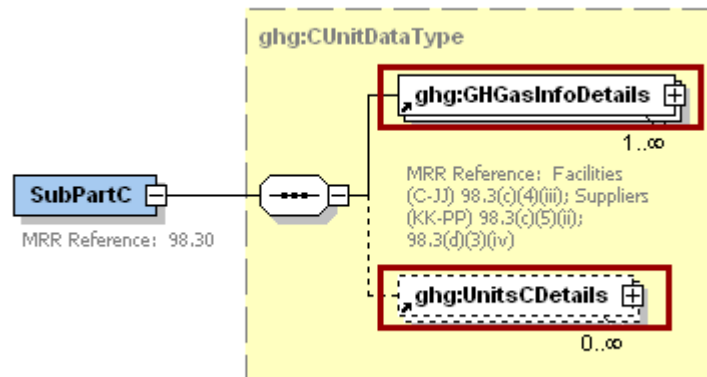 ghg:CUnitDataType
ghg:GHGasInfoDetails
1..∞
MRR Reference: Facilities
(C-JJ) 98.3(c)(4)(iii); Suppliers
(KK-PP) 98.3(c)(5)(ii);
98.3(d)(3)(iv)
SubPartC
MRR Reference: 98.30
ghg:UnitsCDetails
0..∞